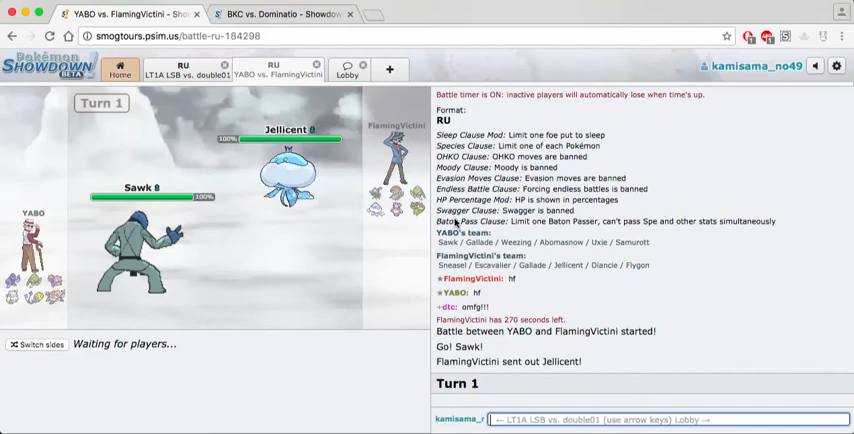 YABO vs. FlamingVictini - Sho
BKC vs. Dominatio - Showdow
smogtours.psim.us/battle-ru-184298
Pokémon
SHOWDOWN
BETA
Home
RU
LT1A LSB vs. double01
RU
YABO vs. FlamingVictini
Lobby
kamisama_no49
Turn 1
Jellicent
100%
FlamingVictini
Sawk
100%
YABO
Switch sides
Waiting for players...
Battle timer is ON: inactive players will automatically lose when time's up.
Format:
RU
Sleep Clause Mod: Limit one foe put to sleep
Species Clause: Limit one of each Pokémon
OHKO Clause: OHKO moves are banned
Moody Clause: Moody is banned
Evasion Moves Clause: Evasion moves are banned
Endless Battle Clause: Forcing endless battles is banned
HP Percentage Mod: HP is shown in percentages
Swagger Clause: Swagger is banned
Baton Pass Clause: Limit one Baton Passer, can't pass Spe and other stats simultaneously
YABO's team:
Sawk / Gallade / Weezing / Abomasnow / Uxie / Samurott
FlamingVictini's team:
Sneasel / Escavalier / Gallade / Jellicent / Diancie / Flygon
★FlamingVictini: hf
★YABO: hf
+dtc: omfg!!!
FlamingVictini has 270 seconds left.
Battle between YABO and FlamingVictini started!
Go! Sawk!
FlamingVictini sent out Jellicent!
Turn 1
kamisama_r
← LT1A LSB vs. double01 (use arrow keys) Lobby →